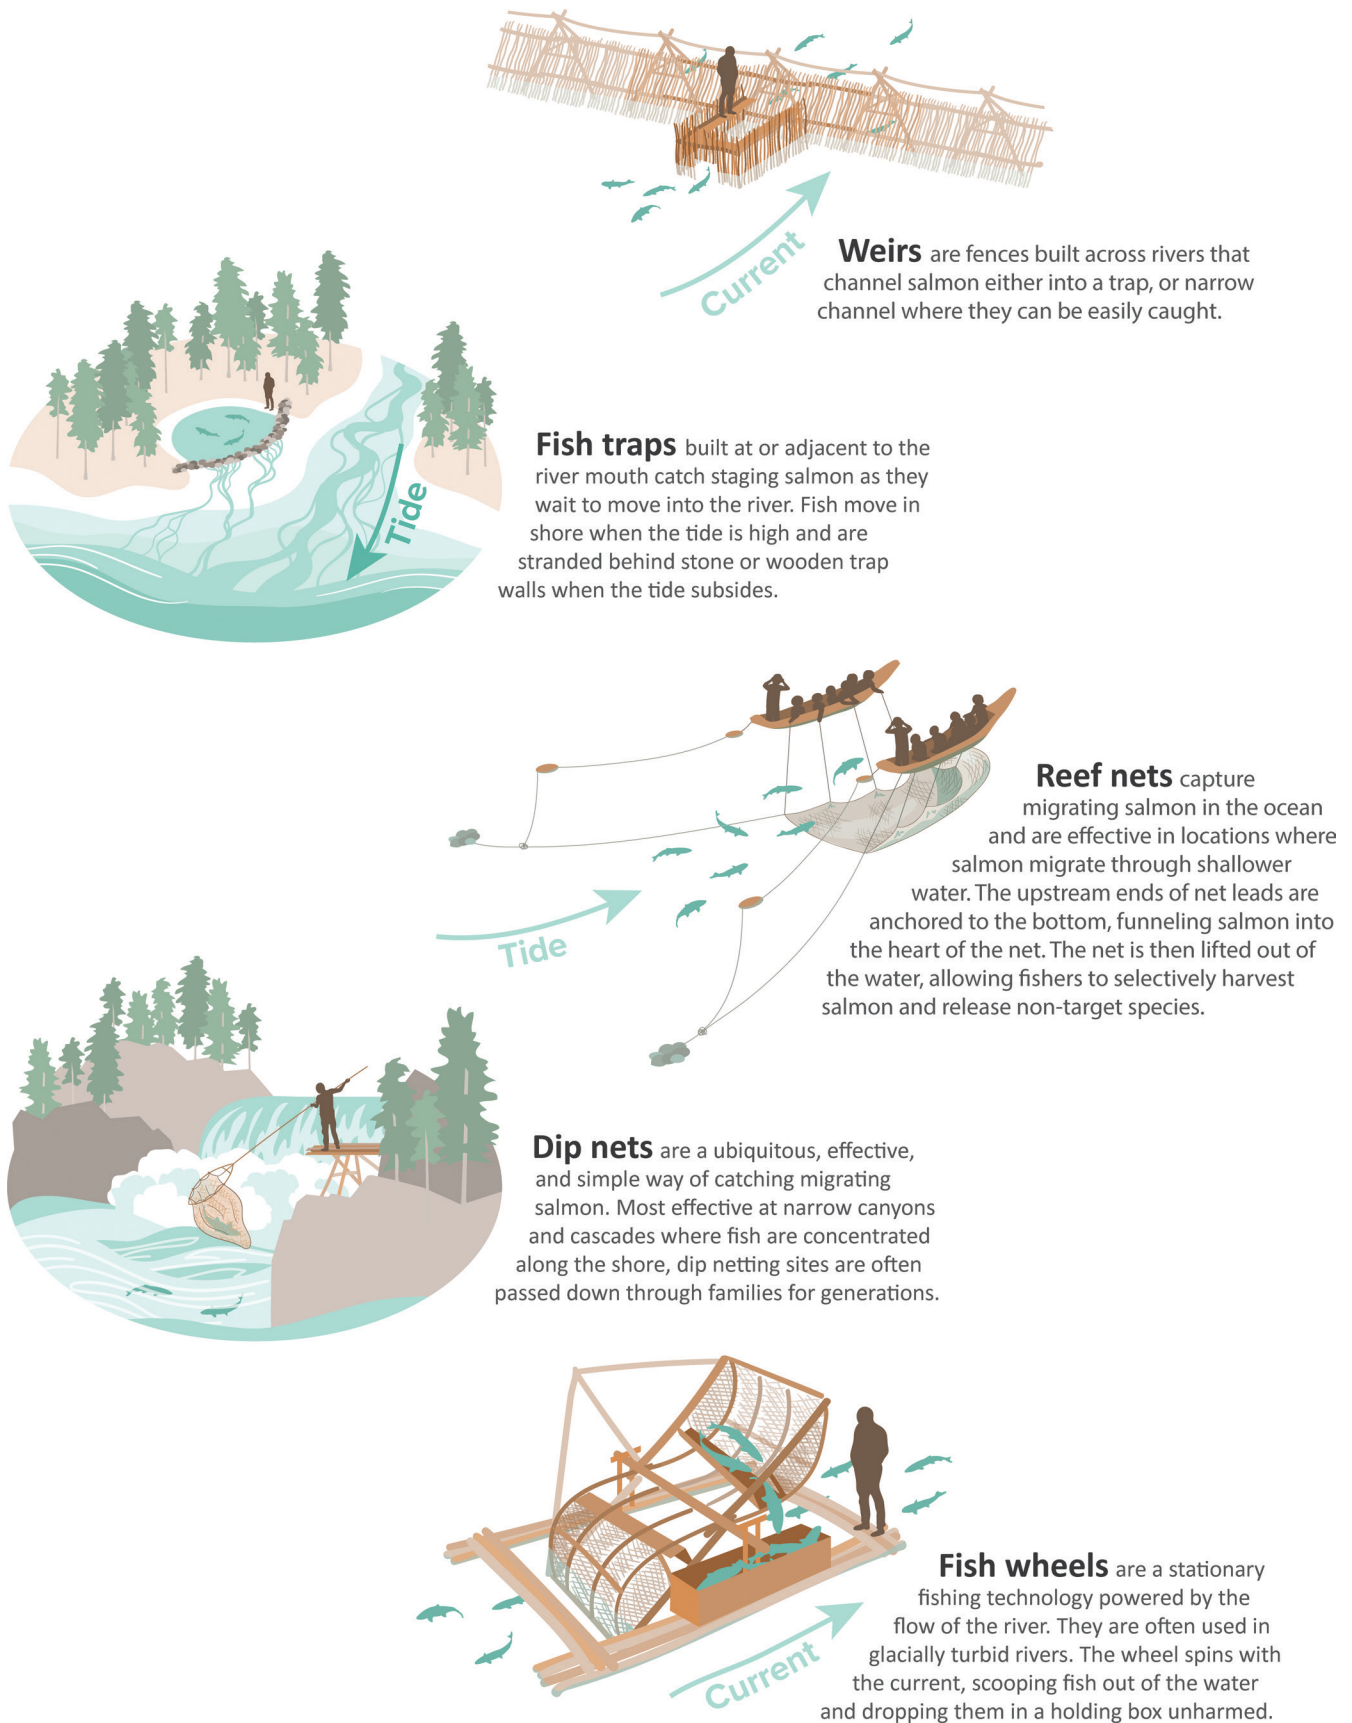 Current
Weirs are fences built across rivers that
channel salmon either into a trap, or narrow
channel where they can be easily caught.
Tide
Fish traps built at or adjacent to the
river mouth catch staging salmon as they
wait to move into the river. Fish move in
shore when the tide is high and are
stranded behind stone or wooden trap
walls when the tide subsides.
Reef nets capture
migrating salmon in the ocean
and are effective in locations where
salmon migrate through shallower
water. The upstream ends of net leads are
anchored to the bottom, funneling salmon into
the heart of the net. The net is then lifted out of
the water, allowing fishers to selectively harvest
salmon and release non-target species.
Tide
Dip nets are a ubiquitous, effective,
and simple way of catching migrating
salmon. Most effective at narrow canyons
and cascades where fish are concentrated
along the shore, dip netting sites are often
passed down through families for generations.
Fish wheels are a stationary
fishing technology powered by the
flow of the river. They are often used in
glacially turbid rivers. The wheel spins with
the current, scooping fish out of the water
and dropping them in a holding box unharmed.
Current